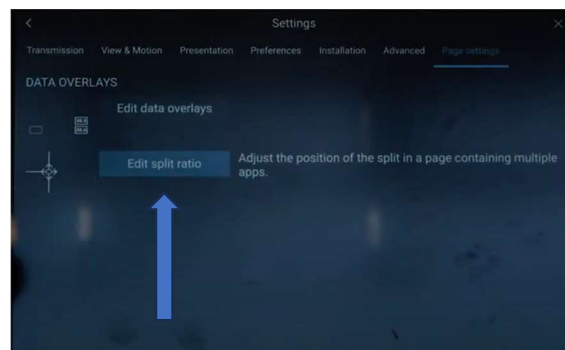 Settings
Transmission View & Motion Presentation Preferences Installation Advanced Page settings
DATA OVERLAYS
Edit data overlays
Edit split ratio
Adjust the position of the split in a page containing multiple
apps.